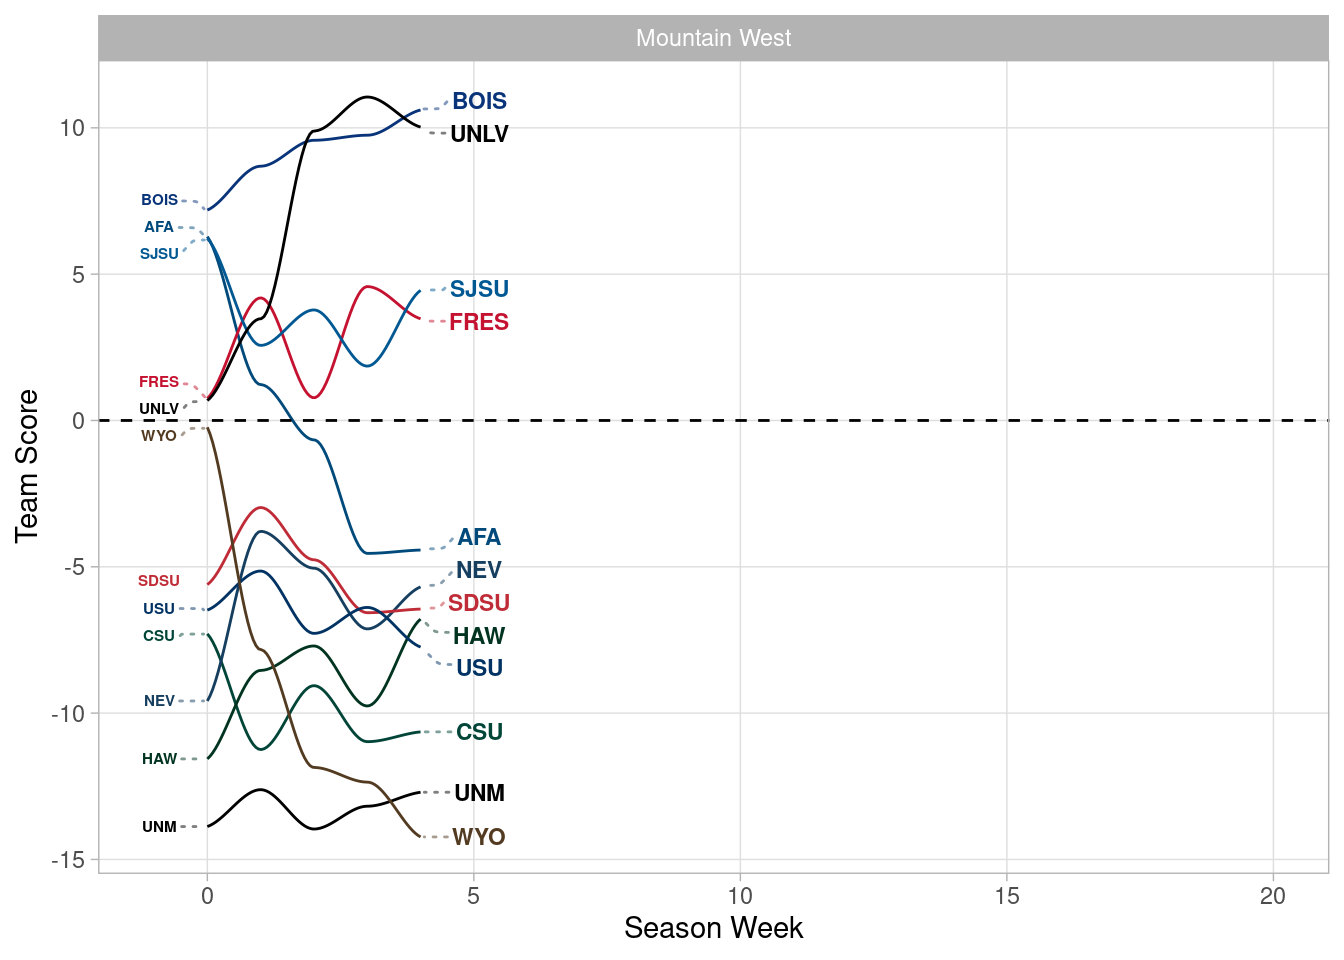 Mountain West
Team Score
10
5
0
-5
-10
-15
BOIS
AFA
SJSU
FRES
UNLV
WYO
SDSU
USU
CSU
NEV
HAW
UNM
BOIS
UNLV
SJSU
FRES
AFA
NEV
SDSU
HAW
USU
CSU
UNM
WYO
0 5 10 15 20
Season Week